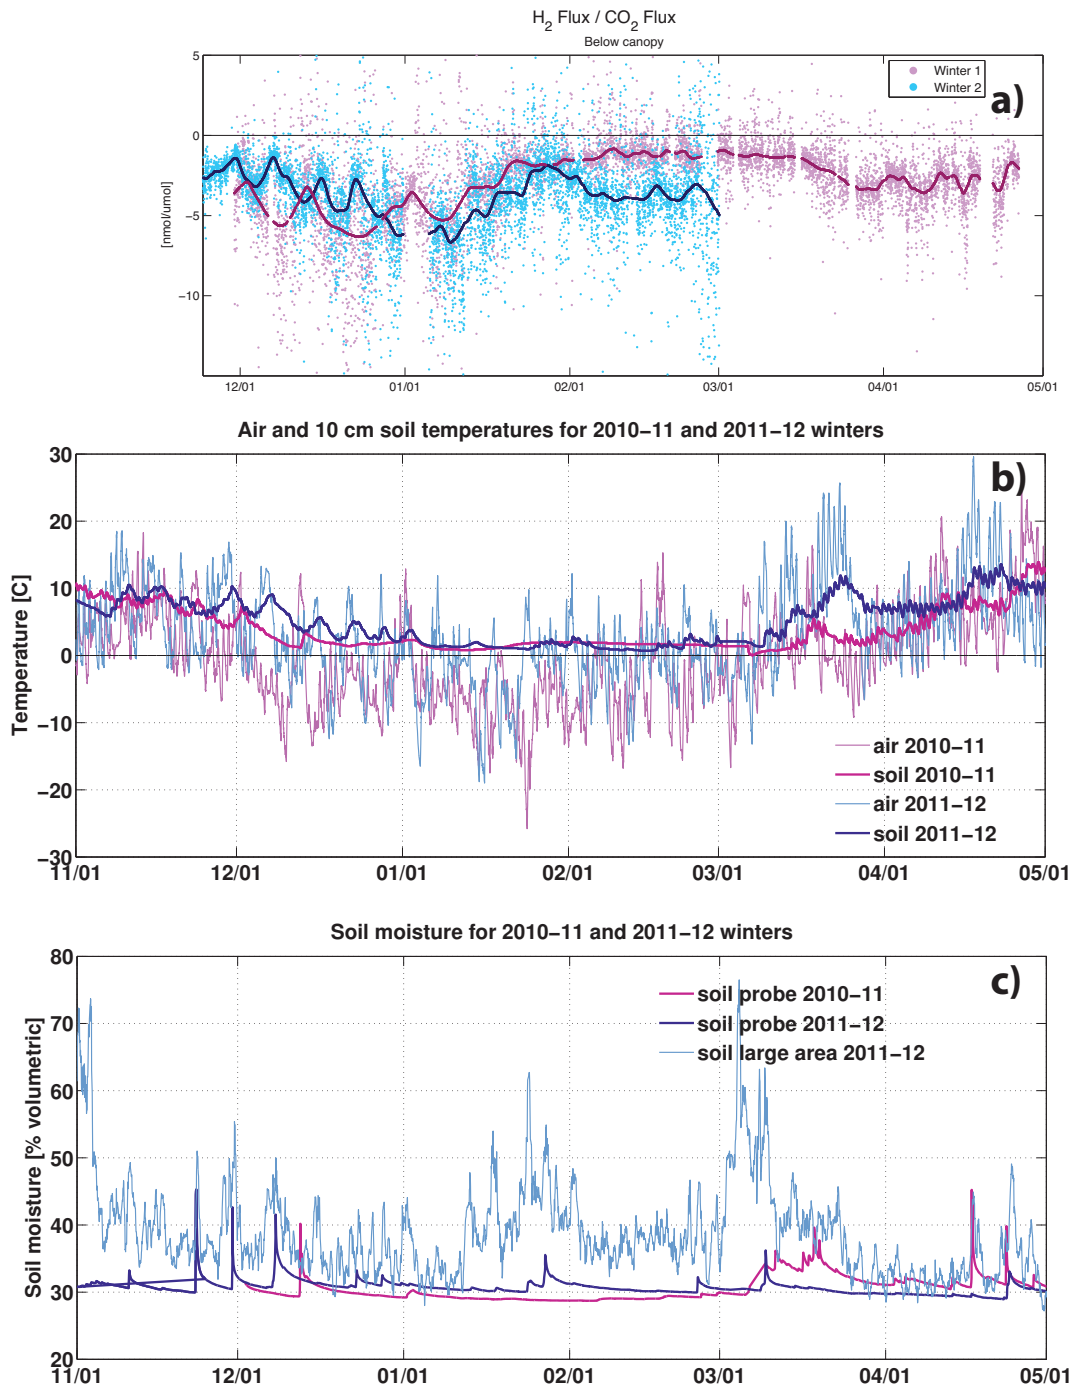 H2 Flux / CO2 Flux
Below canopy
5
0
−5
−10
[nmol/umol]
Winter 1
Winter 2
a)
12/01
01/01
02/01
03/01
04/01
05/01
Air and 10 cm soil temperatures for 2010−11 and 2011−12 winters
b)
30
20
10
0
−10
−20
−30
Temperature [C]
air 2010−11
soil 2010−11
air 2011−12
soil 2011−12
11/01
12/01
01/01
02/01
03/01
04/01
05/01
Soil moisture for 2010−11 and 2011−12 winters
c)
80
70
60
50
40
30
20
Soil moisture [% volumetric]
soil probe 2010−11
soil probe 2011−12
soil large area 2011−12
11/01
12/01
01/01
02/01
03/01
04/01
05/01